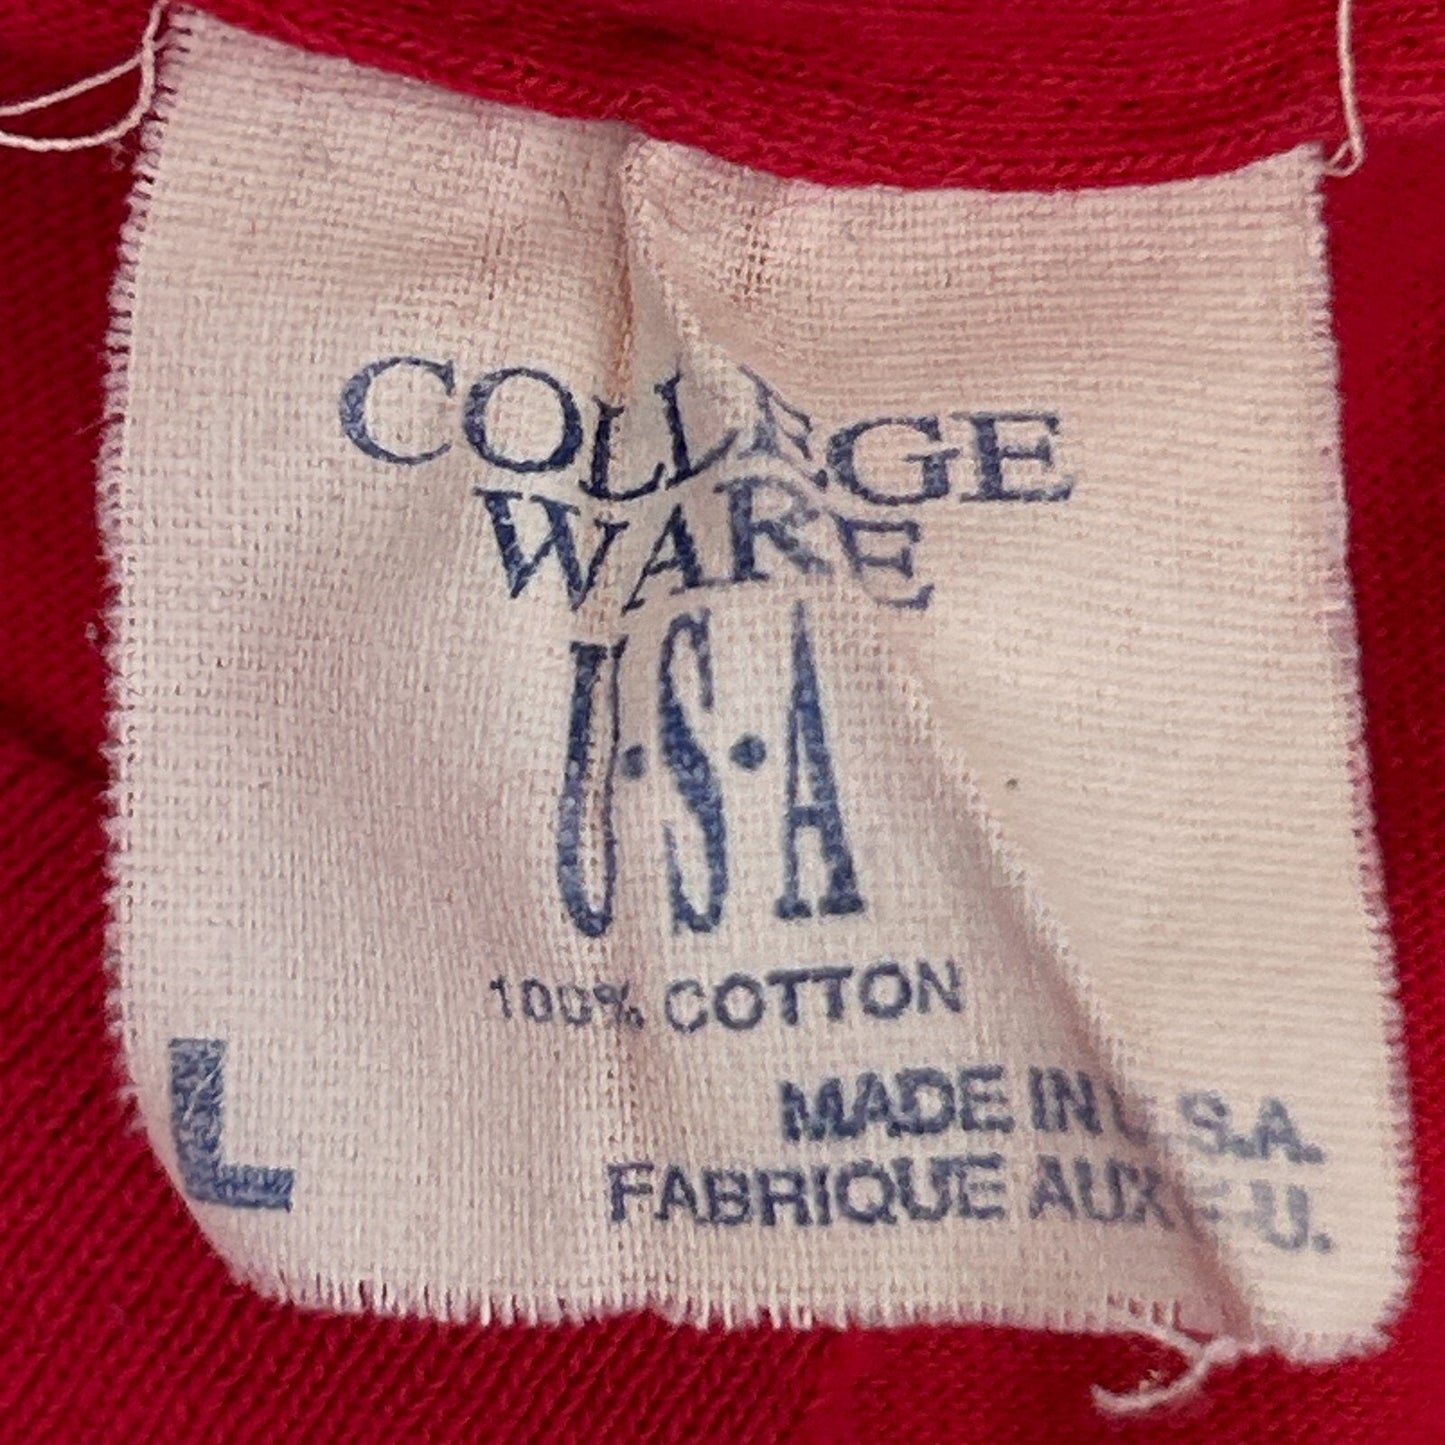 COLLEGE
WARE
U·S·A
100% COTTON
L
MADE IN U.S.A.
FABRIQUE AUX E.-U.